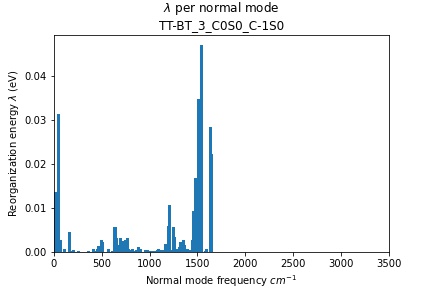 λ per normal mode
TT-BT_3_C0S0_C-1S0
Reorganization energy λ (eV)
0.04
0.03
0.02
0.01
0.00
0 500 1000 1500 2000 2500 3000 3500
Normal mode frequency cm⁻¹